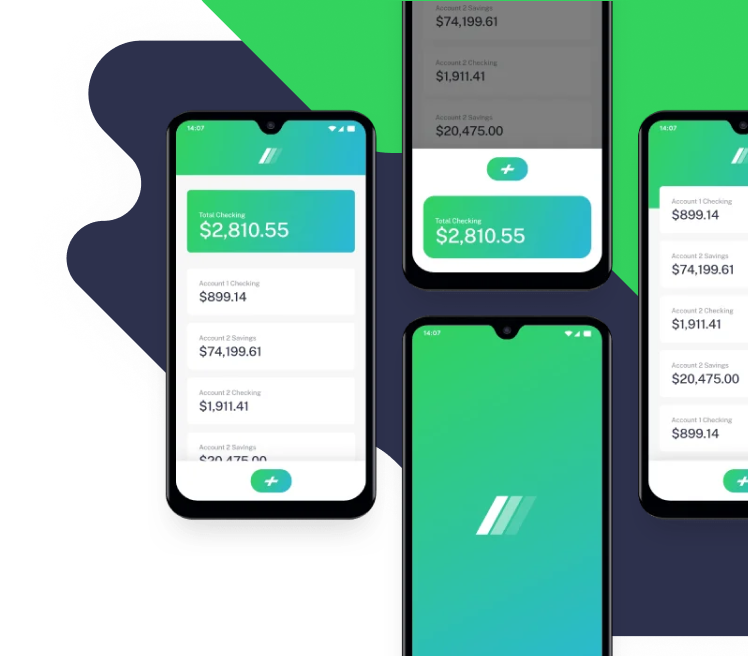 14:07
Total Checking
$2,810.55
Account 1 Checking
$899.14
Account 2 Savings
$74,199.61
Account 2 Checking
$1,911.41
Account 2 Savings
$20,475.00
Account 2 Savings
$74,199.61
Account 2 Checking
$1,911.41
Account 2 Savings
$20,475.00
Total Checking
$2,810.55
14:07
14:07
Account 1 Checking
$899.14
Account 2 Savings
$74,199.61
Account 2 Checking
$1,911.41
Account 2 Savings
$20,475.00
Account 1 Checking
$899.14